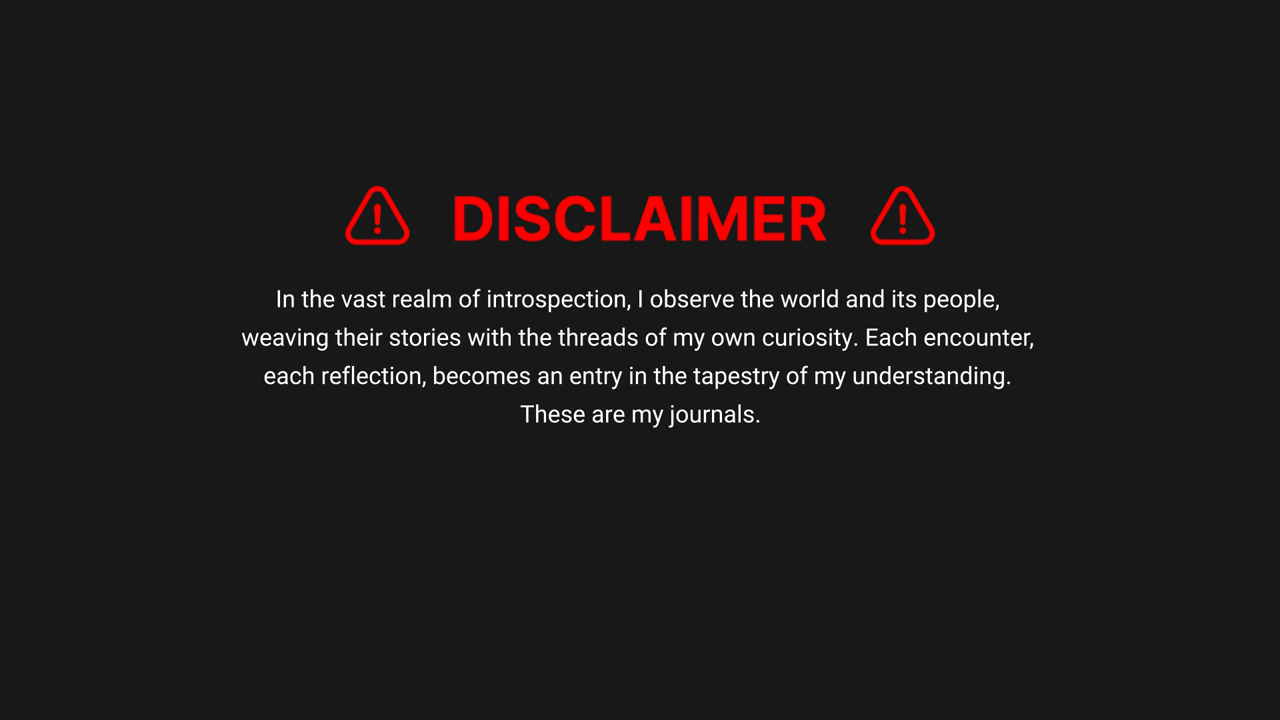 DISCLAIMER
In the vast realm of introspection, I observe the world and its people,
weaving their stories with the threads of my own curiosity. Each encounter,
each reflection, becomes an entry in the tapestry of my understanding.
These are my journals.